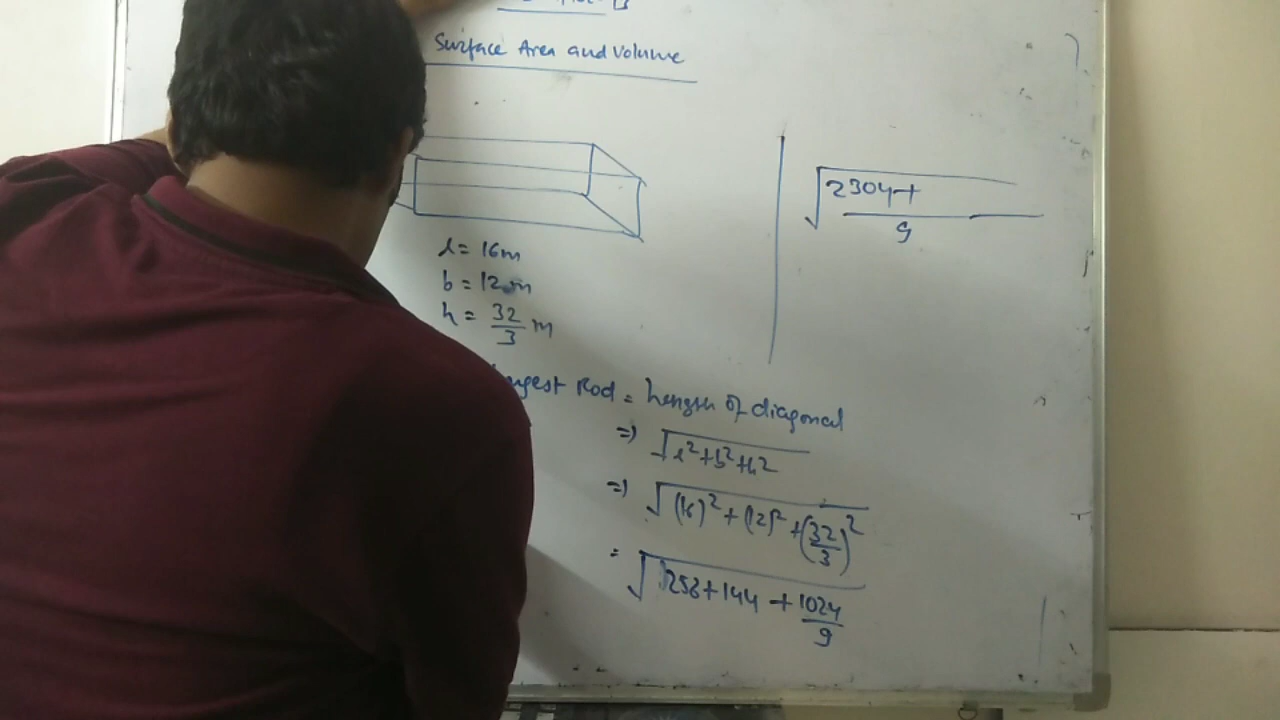 Surface Area and Volume
l = 16m
b = 12m
h = 32/3 m
Rod = Length of diagonal
=) √l²+b²+h²
=) √(16)²+(12)²+(32/3)²
= √256+144+1024/9
√2304+/9